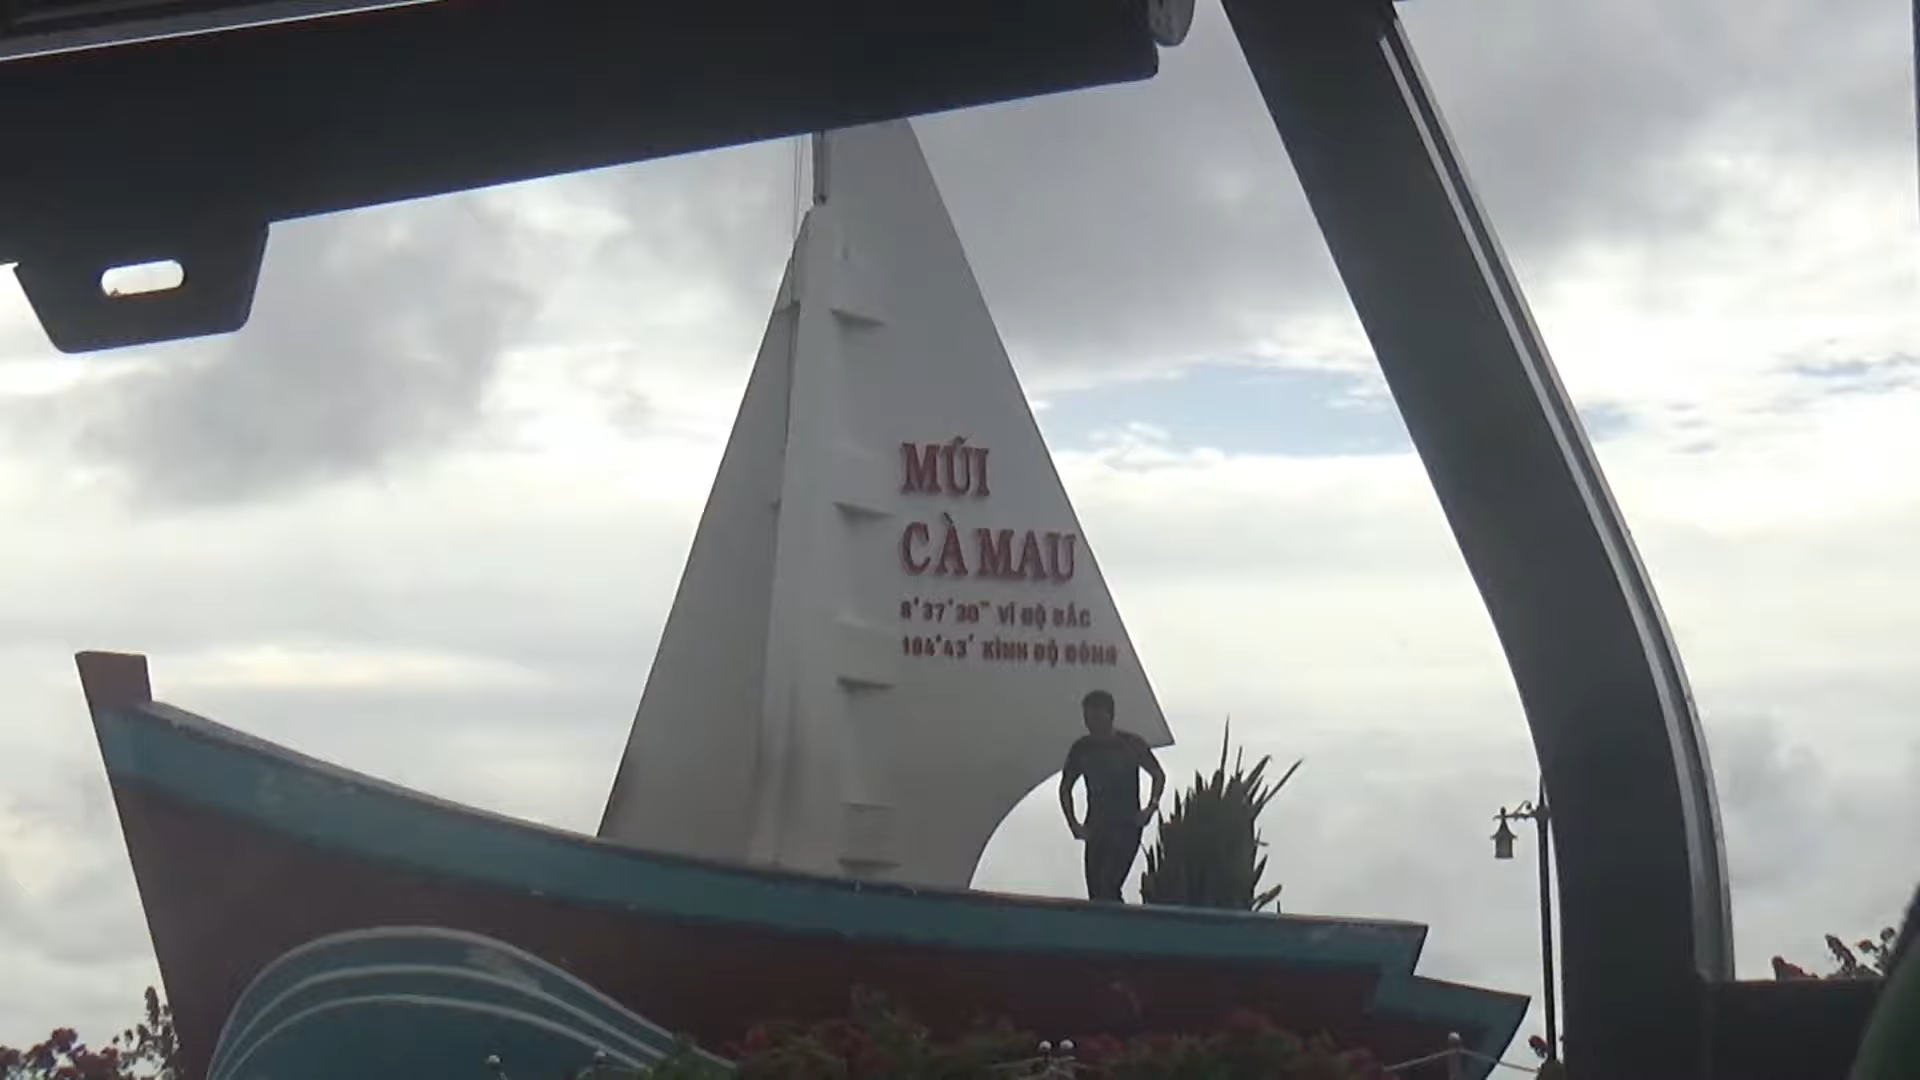 MŨI
CÀ MAU
8°37'30" VĨ ĐỘ BẮC
104°43' KINH ĐỘ ĐÔNG